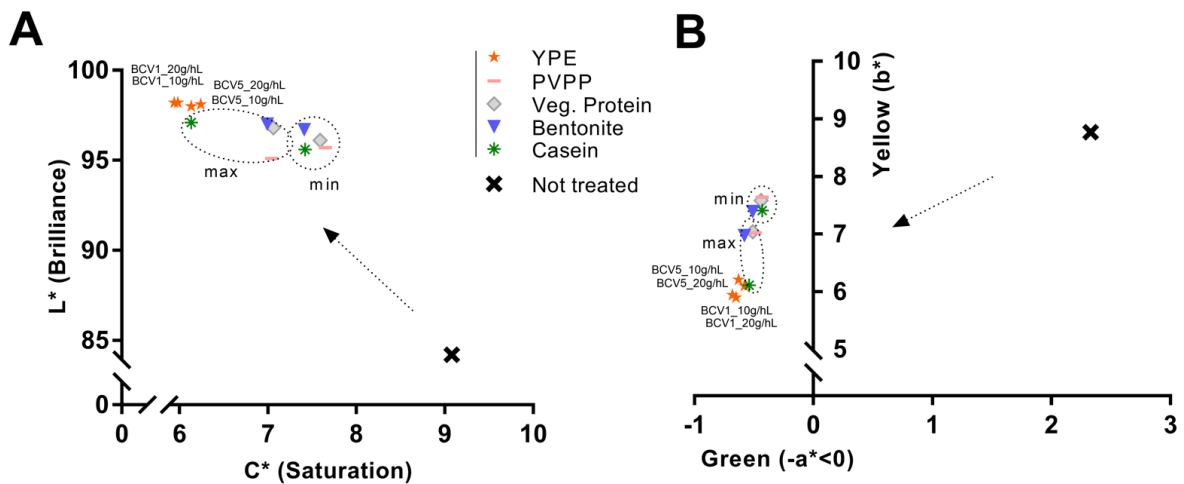 A
BCV1_20g/hL
BCV1_10g/hL
BCV5_20g/hL
BCV5_10g/hL
max
min
100
95
90
85
0
L* (Brilliance)
0
6
7
8
9
10
C* (Saturation)
YPE
PVPP
Veg. Protein
Bentonite
Casein
Not treated
B
10
9
8
7
6
5
Yellow (b*)
min
max
BCV5_10g/hL
BCV5_20g/hL
BCV1_10g/hL
BCV1_20g/hL
-1
0
1
2
3
Green (-a*<0)